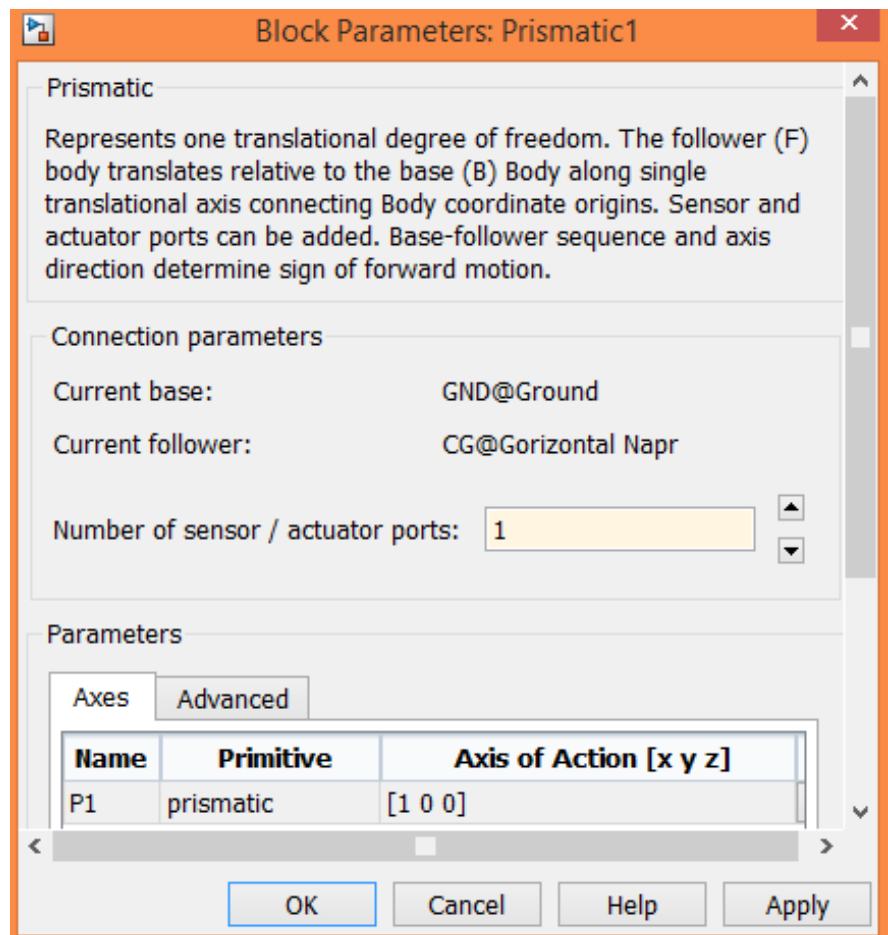 Block Parameters: Prismatic1
Prismatic
Represents one translational degree of freedom. The follower (F)
body translates relative to the base (B) Body along single
translational axis connecting Body coordinate origins. Sensor and
actuator ports can be added. Base-follower sequence and axis
direction determine sign of forward motion.
Connection parameters
Current base: GND@Ground
Current follower: CG@Gorizontal Napr
Number of sensor / actuator ports: 1
Parameters
Axes Advanced
Name Primitive Axis of Action [x y z]
P1 prismatic [1 0 0]
OK Cancel Help Apply